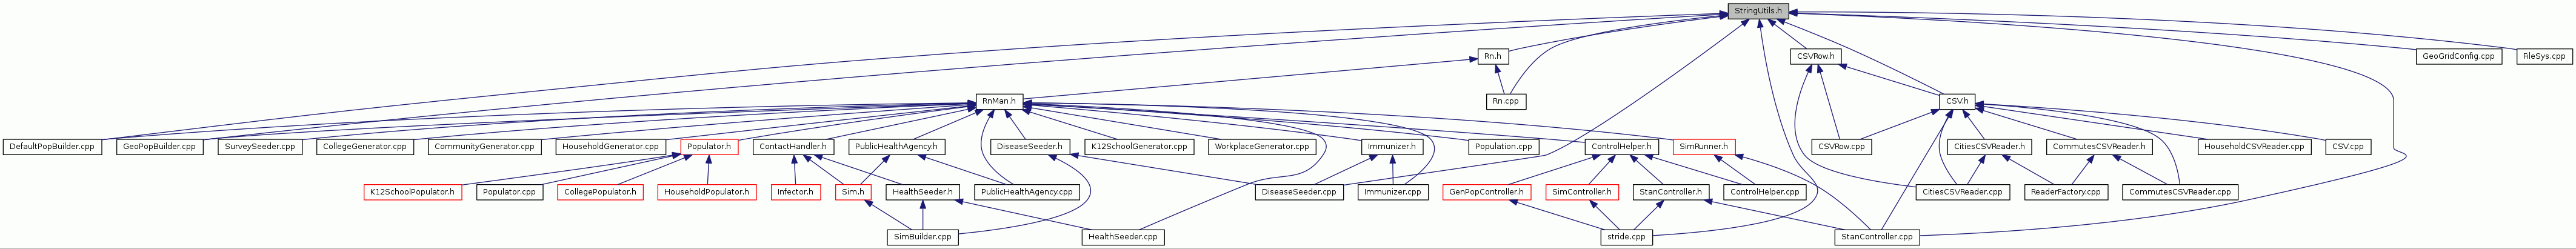 StringUtils.h
Rn.h
CSVRow.h
GeoGridConfig.cpp
FileSys.cpp
RnMan.h
Rn.cpp
CSV.h
DefaultPopBuilder.cpp
GeoPopBuilder.cpp
SurveySeeder.cpp
CollegeGenerator.cpp
CommunityGenerator.cpp
HouseholdGenerator.cpp
Populator.h
ContactHandler.h
PublicHealthAgency.h
DiseaseSeeder.h
K12SchoolGenerator.cpp
WorkplaceGenerator.cpp
Immunizer.h
Population.cpp
ControlHelper.h
SimRunner.h
CSVRow.cpp
CitiesCSVReader.h
CommutesCSVReader.h
HouseholdCSVReader.cpp
CSV.cpp
K12SchoolPopulator.h
Populator.cpp
CollegePopulator.h
HouseholdPopulator.h
Infector.h
Sim.h
HealthSeeder.h
PublicHealthAgency.cpp
DiseaseSeeder.cpp
Immunizer.cpp
GenPopController.h
SimController.h
StanController.h
ControlHelper.cpp
CitiesCSVReader.cpp
ReaderFactory.cpp
CommutesCSVReader.cpp
SimBuilder.cpp
HealthSeeder.cpp
stride.cpp
StanController.cpp